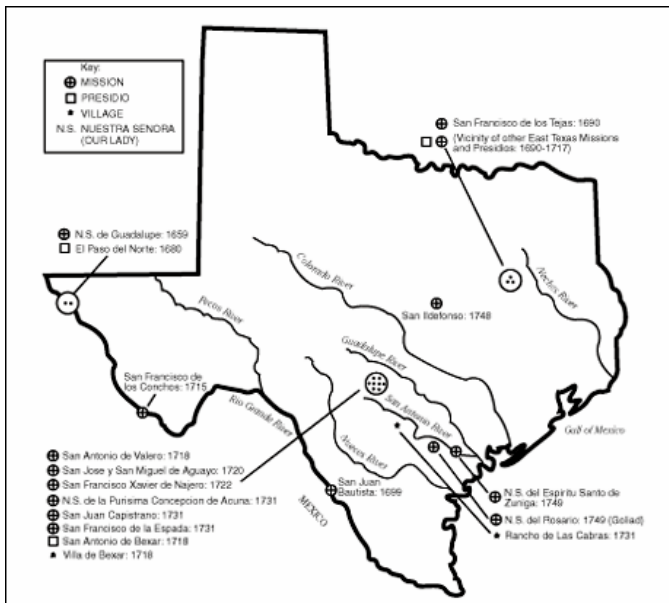 Key:
MISSION
PRESIDIO
VILLAGE
N.S. NUESTRA SENORA
(OUR LADY)
San Francisco de los Tejas: 1690
(Vicinity of other East Texas Missions
and Presidios: 1690-1717)
N.S. de Guadalupe: 1659
El Paso del Norte: 1680
Colorado River
Nechos River
Pecos River
San Ildefonso: 1748
Guadalupe River
San Francisco de
los Conchos: 1715
San Antonio River
Rio Grande River
Gulf of Mexico
Nueces River
San Antonio de Valero: 1718
San Jose y San Miguel de Aguayo: 1720
San Francisco Xavier de Najero: 1722
N.S. de la Purisima Concepcion de Acuna: 1731
San Juan Capistrano: 1731
San Francisco de la Espada: 1731
San Antonio de Bexar: 1718
Villa de Bexar: 1718
San Juan
Bautista: 1699
MEXICO
N.S. del Espiritu Santo de
Zuniga: 1749
N.S. del Rosario: 1749 (Goliad)
Rancho de Las Cabras: 1731